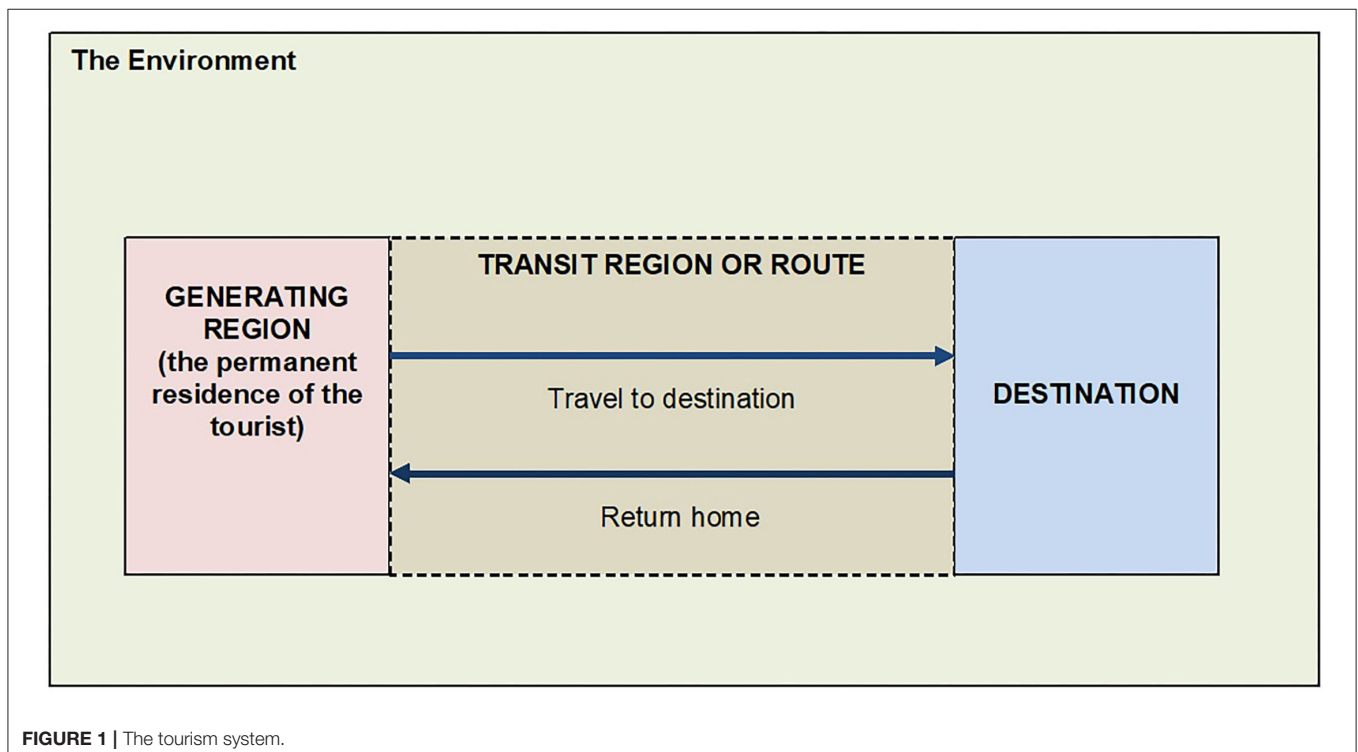 The Environment
GENERATING
REGION
(the permanent
residence of the
tourist)
TRANSIT REGION OR ROUTE
Travel to destination
Return home
DESTINATION
FIGURE 1 | The tourism system.